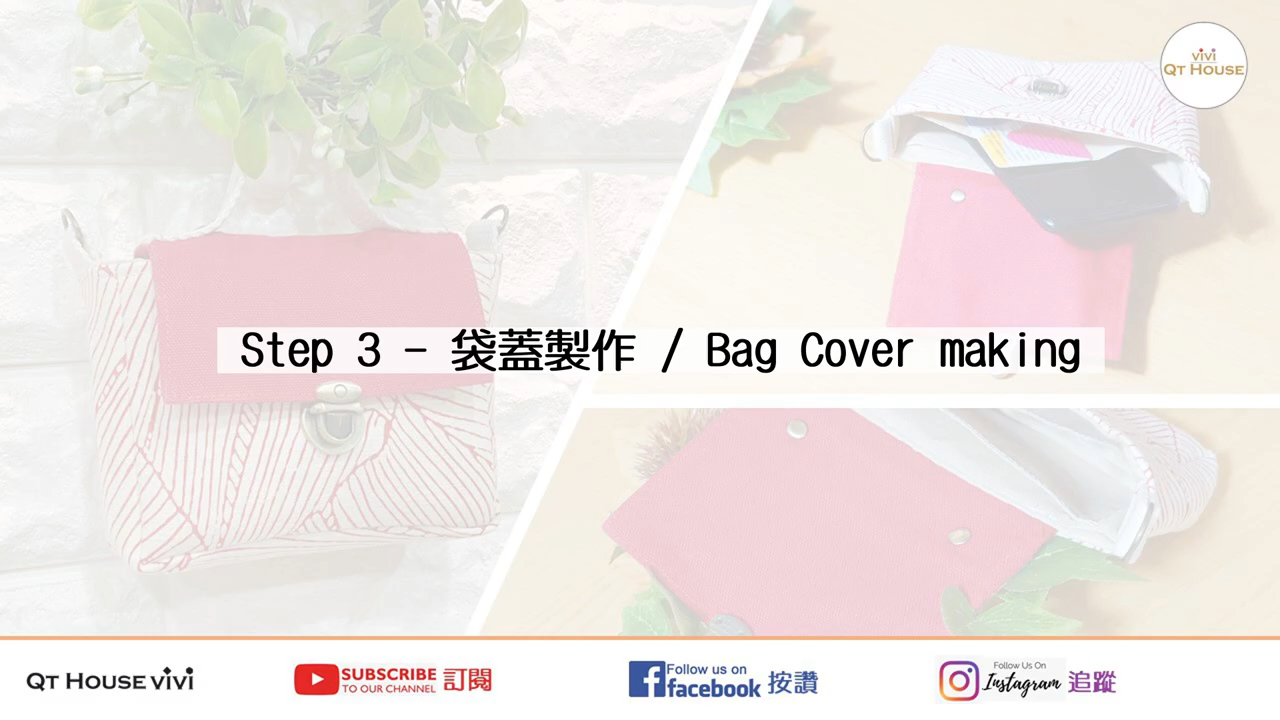 vivi
QT HOUSE
Step 3 - 袋蓋製作 / Bag Cover making
QT HOUSE vivi
SUBSCRIBE 訂閱
TO OUR CHANNEL
Follow us on
facebook 按讚
Follow Us On
Instagram 追蹤